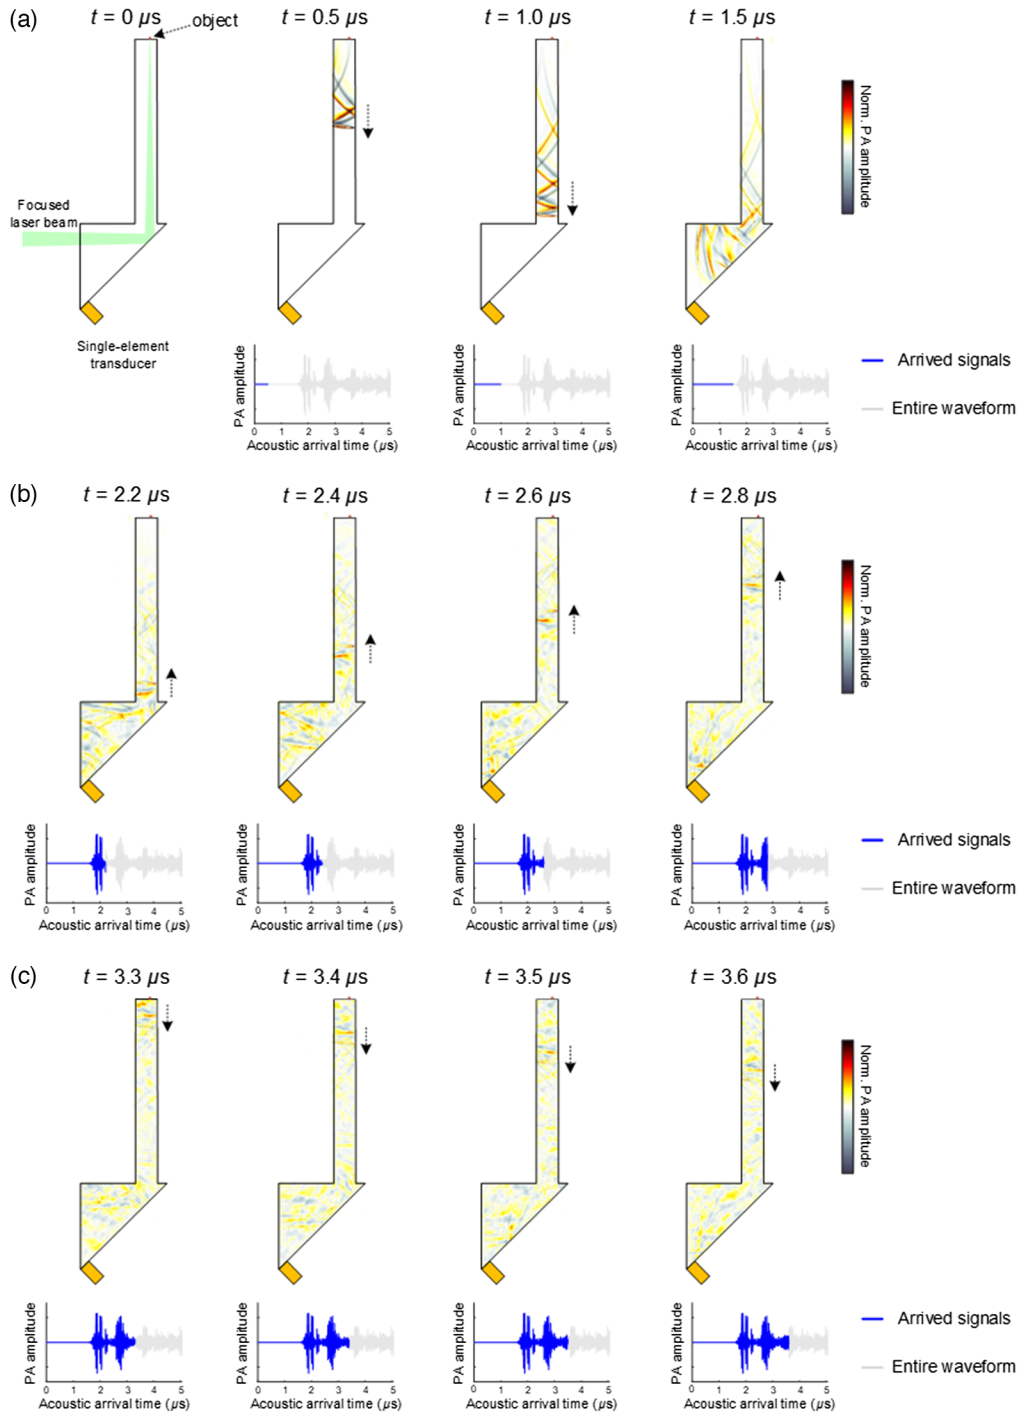 (a)
t = 0 µs
t = 0.5 µs
t = 1.0 µs
t = 1.5 µs
object
Focused
laser beam
Single-element
transducer
Norm. PA amplitude
PA amplitude
0 1 2 3 4 5
Acoustic arrival time (µs)
PA amplitude
0 1 2 3 4 5
Acoustic arrival time (µs)
PA amplitude
0 1 2 3 4 5
Acoustic arrival time (µs)
Arrived signals
Entire waveform
(b)
t = 2.2 µs
t = 2.4 µs
t = 2.6 µs
t = 2.8 µs
Norm. PA amplitude
PA amplitude
0 1 2 3 4 5
Acoustic arrival time (µs)
PA amplitude
0 1 2 3 4 5
Acoustic arrival time (µs)
PA amplitude
0 1 2 3 4 5
Acoustic arrival time (µs)
PA amplitude
0 1 2 3 4 5
Acoustic arrival time (µs)
Arrived signals
Entire waveform
(c)
t = 3.3 µs
t = 3.4 µs
t = 3.5 µs
t = 3.6 µs
Norm. PA amplitude
PA amplitude
0 1 2 3 4 5
Acoustic arrival time (µs)
PA amplitude
0 1 2 3 4 5
Acoustic arrival time (µs)
PA amplitude
0 1 2 3 4 5
Acoustic arrival time (µs)
PA amplitude
0 1 2 3 4 5
Acoustic arrival time (µs)
Arrived signals
Entire waveform